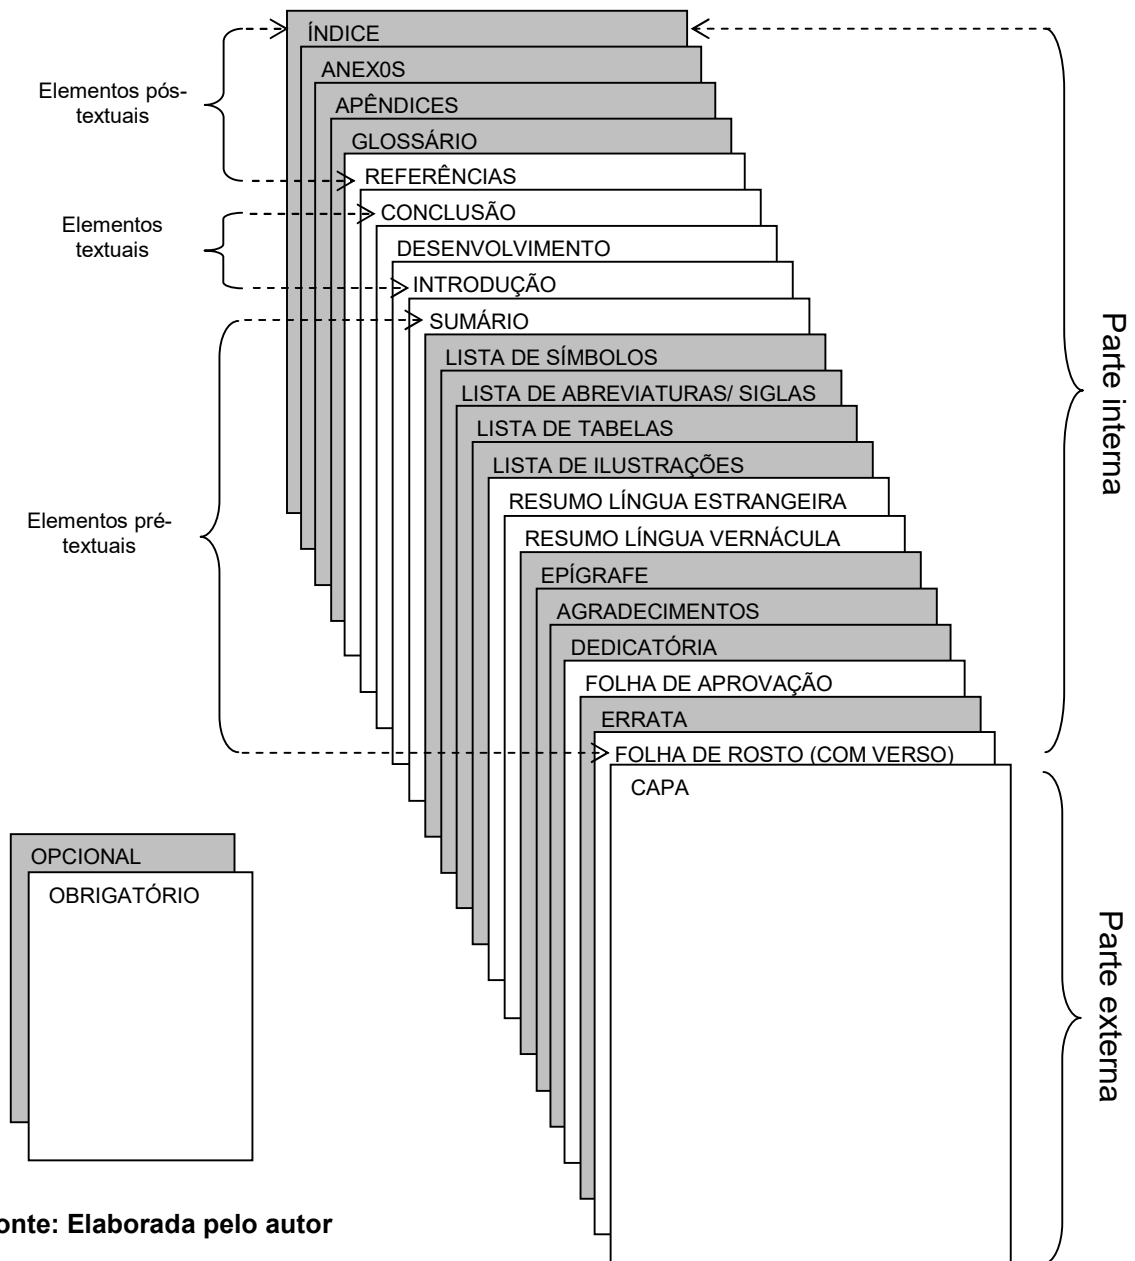 ÍNDICE
ANEX0S
APÊNDICES
GLOSSÁRIO
REFERÊNCIAS
CONCLUSÃO
DESENVOLVIMENTO
INTRODUÇÃO
SUMÁRIO
LISTA DE SÍMBOLOS
LISTA DE ABREVIATURAS/ SIGLAS
LISTA DE TABELAS
LISTA DE ILUSTRAÇÕES
RESUMO LÍNGUA ESTRANGEIRA
RESUMO LÍNGUA VERNÁCULA
EPÍGRAFE
AGRADECIMENTOS
DEDICATÓRIA
FOLHA DE APROVAÇÃO
ERRATA
FOLHA DE ROSTO (COM VERSO)
CAPA
Elementos pós-
textuais
Elementos
textuais
Elementos pré-
textuais
Parte interna
Parte externa
OPCIONAL
OBRIGATÓRIO
onte: Elaborada pelo autor